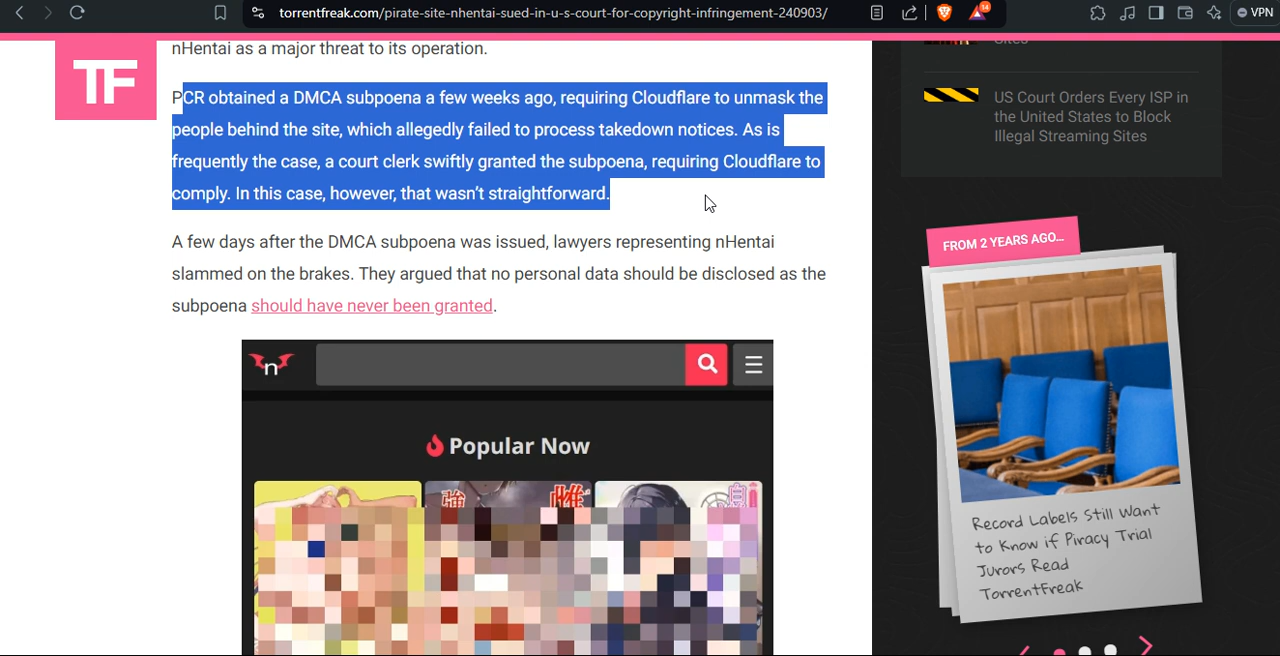 torrentfreak.com/pirate-site-nhentai-sued-in-u-s-court-for-copyright-infringement-240903/
14
VPN
TF
nHentai as a major threat to its operation.
PCR obtained a DMCA subpoena a few weeks ago, requiring Cloudflare to unmask the
people behind the site, which allegedly failed to process takedown notices. As is
frequently the case, a court clerk swiftly granted the subpoena, requiring Cloudflare to
comply. In this case, however, that wasn't straightforward.
A few days after the DMCA subpoena was issued, lawyers representing nHentai
slammed on the brakes. They argued that no personal data should be disclosed as the
subpoena should have never been granted.
n
Popular Now
強
雌
Sites
US Court Orders Every ISP in
the United States to Block
Illegal Streaming Sites
FROM 2 YEARS AGO...
Record Labels Still Want
to Know if Piracy Trial
Jurors Read
TorrentFreak